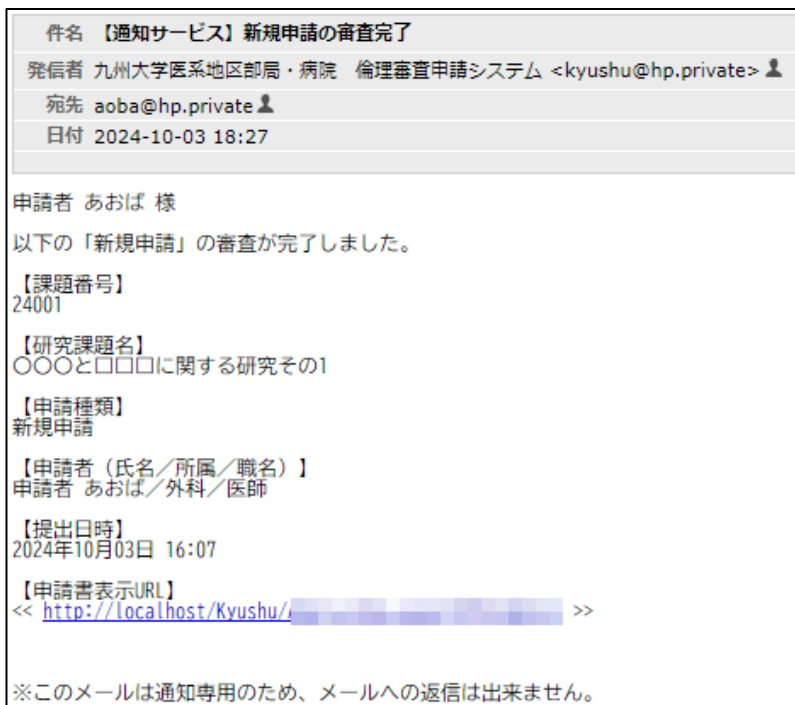 件名 【通知サービス】新規申請の審査完了
発信者 九州大学医系地区部局・病院　倫理審査申請システム <kyushu@hp.private>
宛先 aoba@hp.private
日付 2024-10-03 18:27
申請者 あおば 様
以下の「新規申請」の審査が完了しました。
【課題番号】
24001
【研究課題名】
〇〇〇と□□□に関する研究その1
【申請種類】
新規申請
【申請者（氏名／所属／職名）】
申請者 あおば／外科／医師
【提出日時】
2024年10月03日 16:07
【申請書表示URL】
<< http://localhost/Kyushu/ >>
※このメールは通知専用のため、メールへの返信は出来ません。